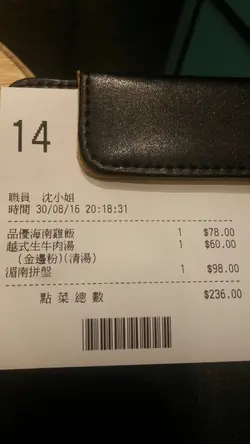 14
職員 沈小姐
時間 30/08/16 20:18:31
品優海南雞飯 1 $78.00
越式生牛肉湯 1 $60.00
(金邊粉)(清湯)
湄南拼盤 1 $98.00
點菜總數 $236.00